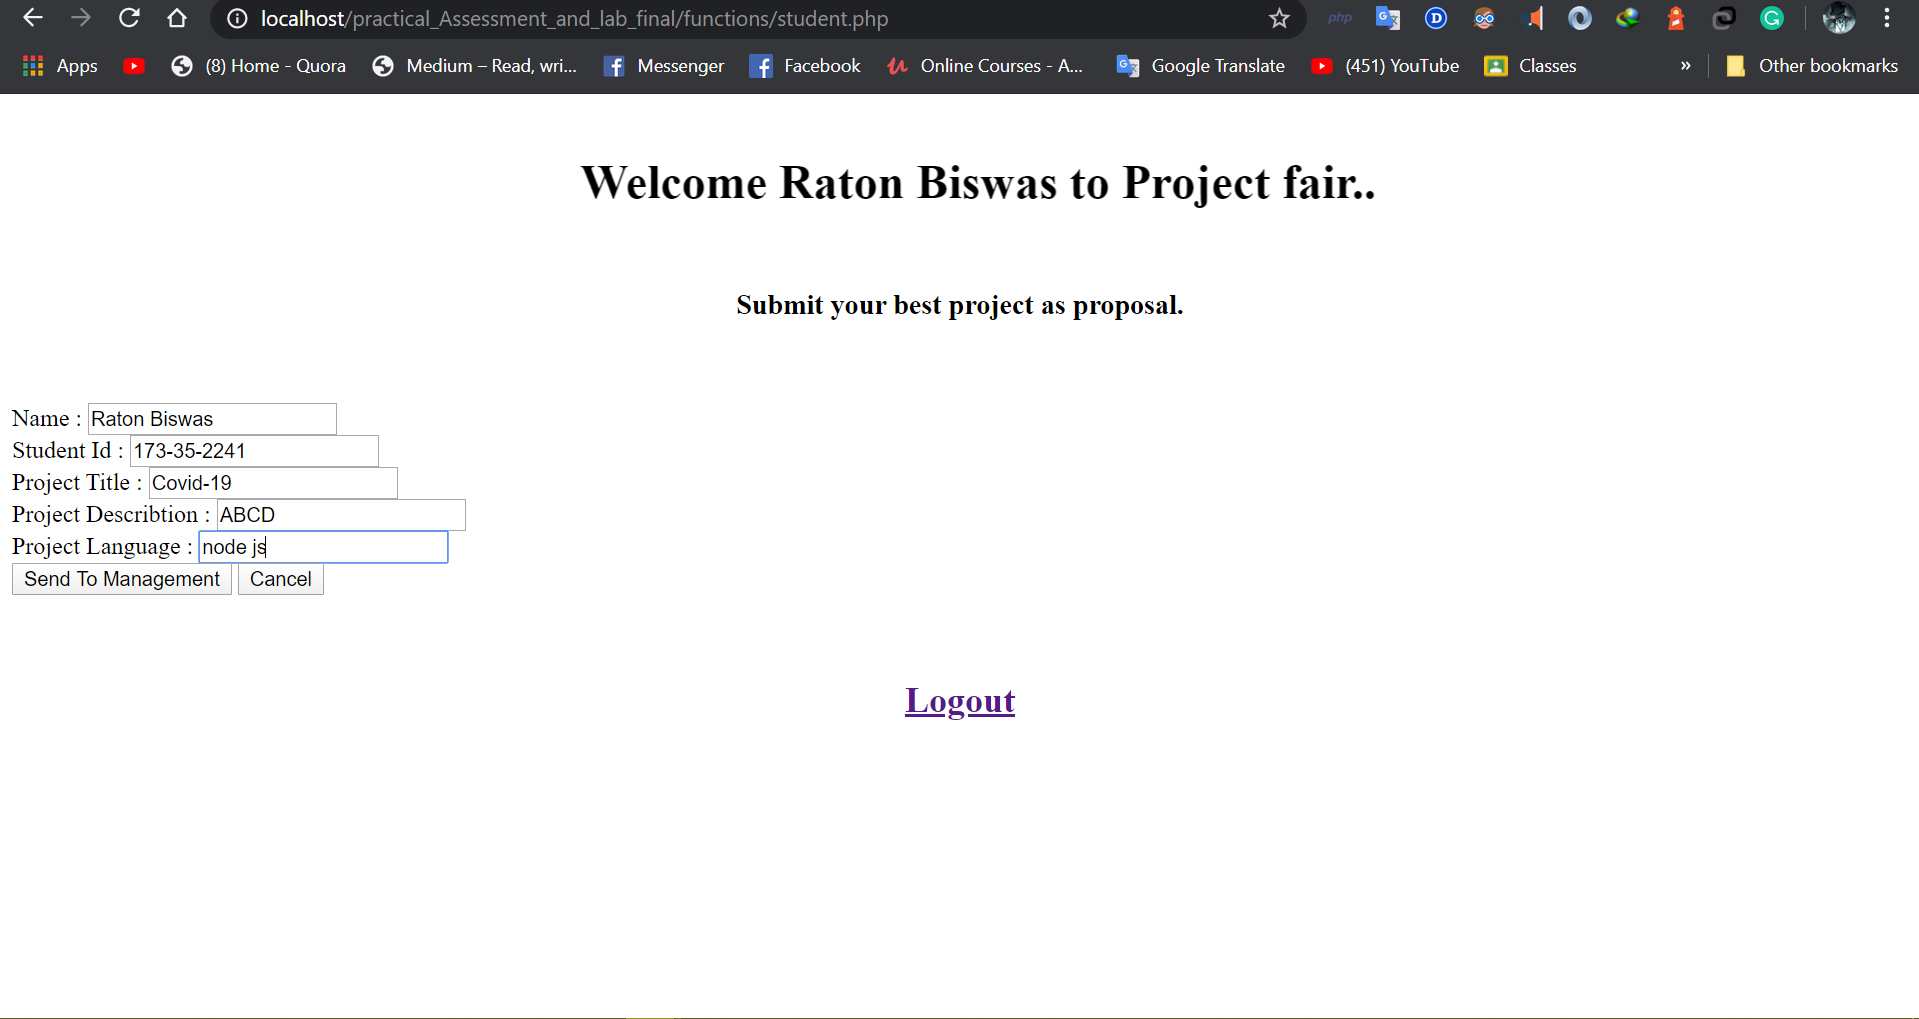 localhost/practical_Assessment_and_lab_final/functions/student.php php
Apps (8) Home - Quora Medium – Read, wri... Messenger Facebook Online Courses - A... Google Translate (451) YouTube Classes » Other bookmarks
Welcome Raton Biswas to Project fair..
Submit your best project as proposal.
Name : Raton Biswas
Student Id : 173-35-2241
Project Title : Covid-19
Project Describtion : ABCD
Project Language : node js
Send To Management Cancel
Logout